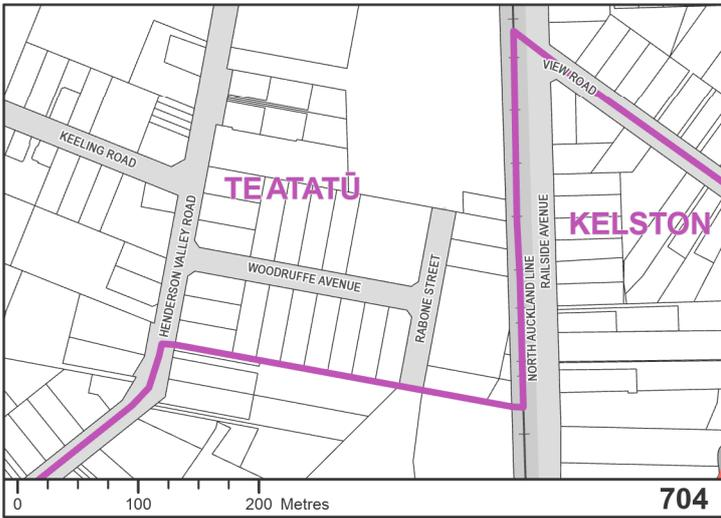 VIEW ROAD
KEELING ROAD
TE ATATŪ
KELSTON
HENDERSON VALLEY ROAD
RAILSIDE AVENUE
WOODRUFFE AVENUE
RABONE STREET
NORTH AUCKLAND LINE
0 100 200 Metres
704